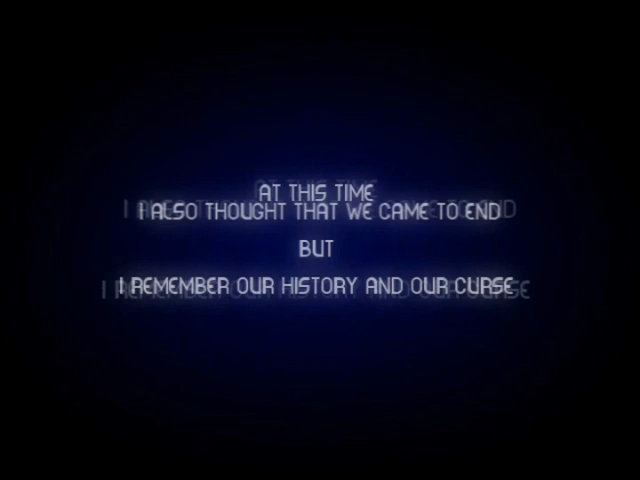 AT THIS TIME
I ALSO THOUGHT THAT WE CAME TO END
BUT
I REMEMBER OUR HISTORY AND OUR CURSE